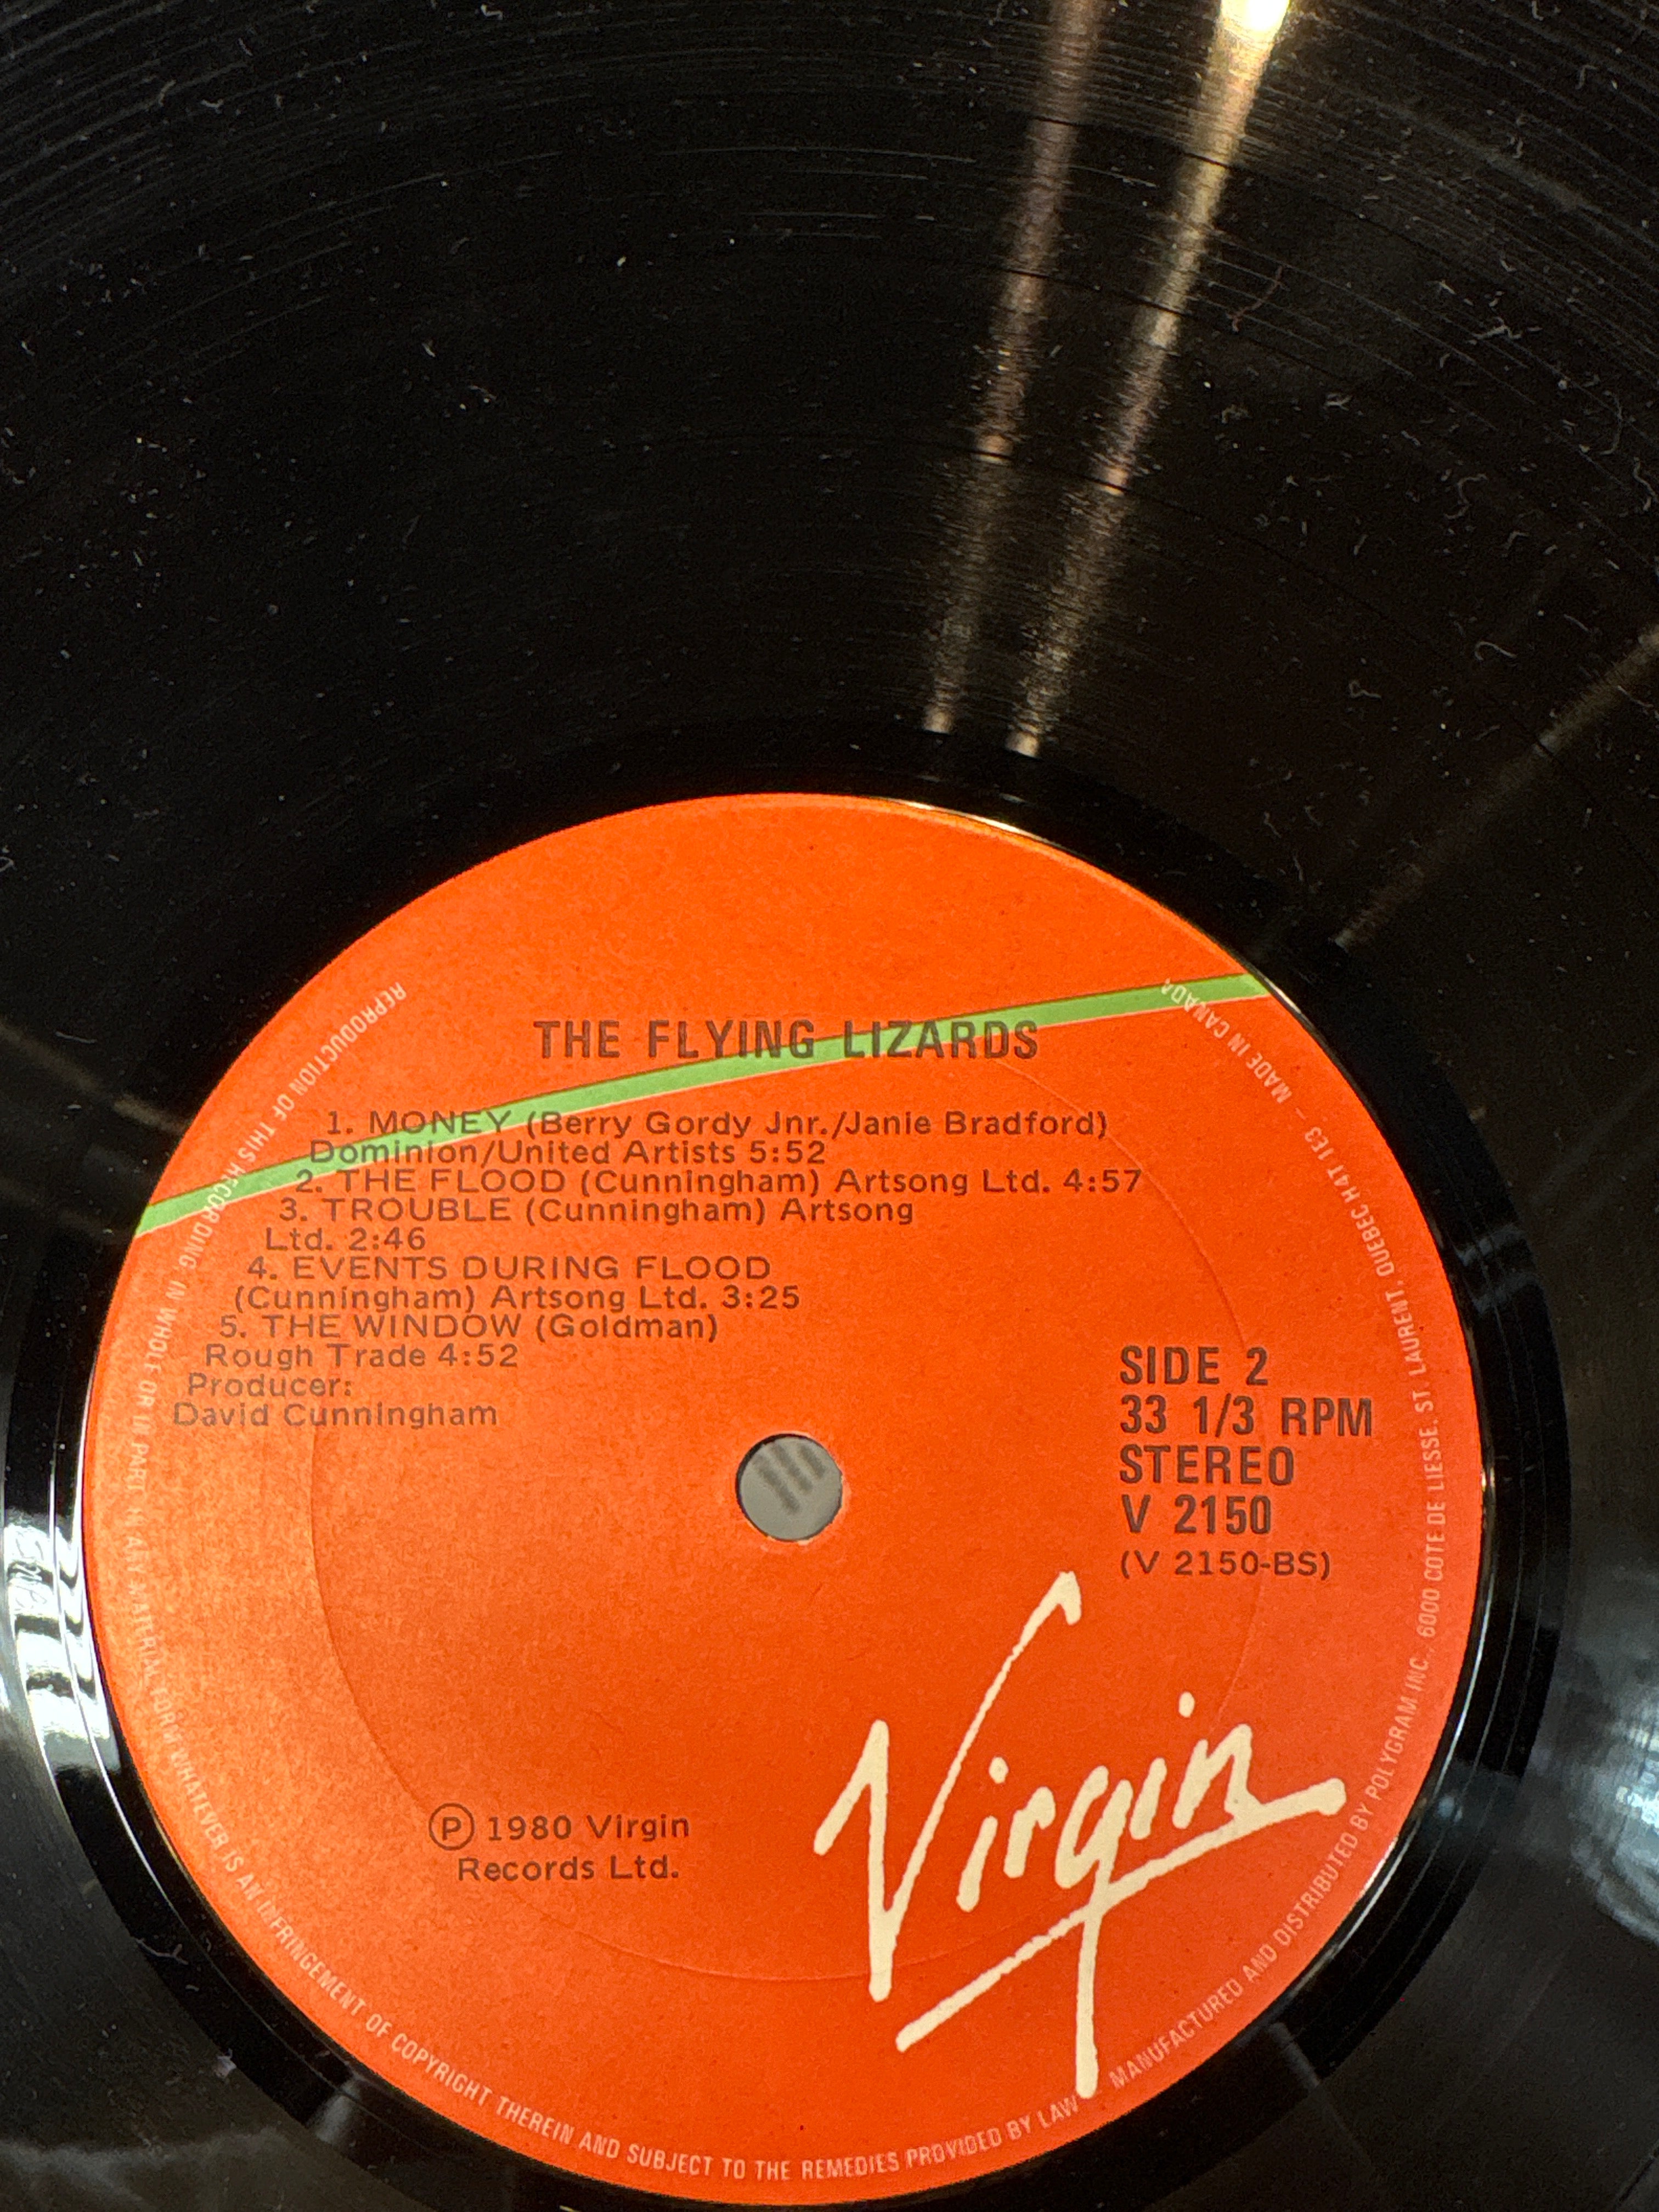 THE FLYING LIZARDS
1. MONEY (Berry Gordy Jnr./Janie Bradford)
Dominion/United Artists 5:52
2. THE FLOOD (Cunningham) Artsong Ltd. 4:57
3. TROUBLE (Cunningham) Artsong
Ltd. 2:46
4. EVENTS DURING FLOOD
(Cunningham) Artsong Ltd. 3:25
5. THE WINDOW (Goldman)
Rough Trade 4:52
Producer:
David Cunningham
SIDE 2
33 1/3 RPM
STEREO
V 2150
(V 2150-BS)
Ⓟ 1980 Virgin
Records Ltd.
Virgin
REPRODUCTION OF THIS RECORDING IN WHOLE OR IN PART IN ANY MATERIAL FORM WHATEVER IS AN INFRINGEMENT OF COPYRIGHT THEREIN AND SUBJECT TO THE REMEDIES PROVIDED BY LAW
MANUFACTURED AND DISTRIBUTED BY POLYGRAM INC., 6000 COTE DE LIESSE, ST. LAURENT, QUEBEC H4T 1E3 – MADE IN CANADA